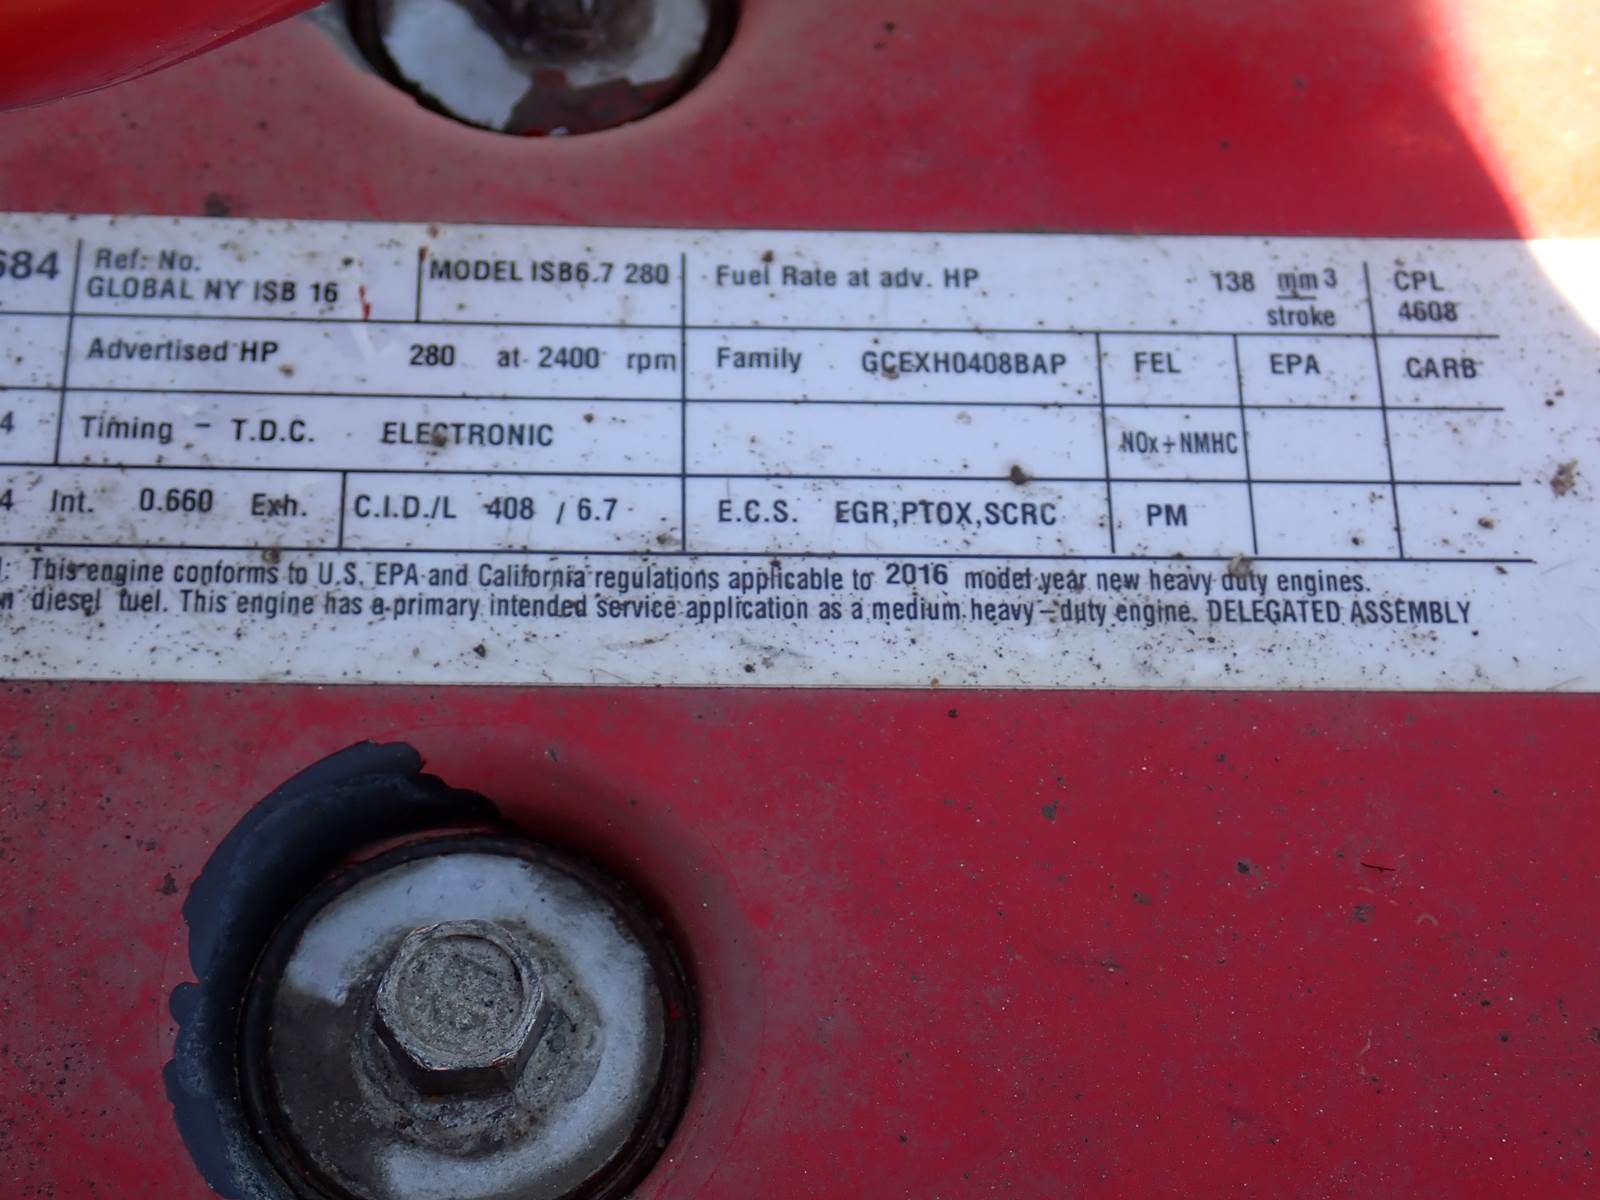 684 Ref. No. MODEL ISB6.7 280 Fuel Rate at adv. HP 138 mm3 CPL
GLOBAL NY ISB 16 stroke 4608
Advertised HP 280 at 2400 rpm Family GCEXH0408BAP FEL EPA CARB
4 Timing - T.D.C. ELECTRONIC NOx+NMHC
4 Int. 0.660 Exh. C.I.D./L 408 / 6.7 E.C.S. EGR,PTOX,SCRC PM
: This engine conforms to U.S. EPA and California regulations applicable to 2016 model year new heavy duty engines.
diesel fuel. This engine has a primary intended service application as a medium heavy-duty engine. DELEGATED ASSEMBLY